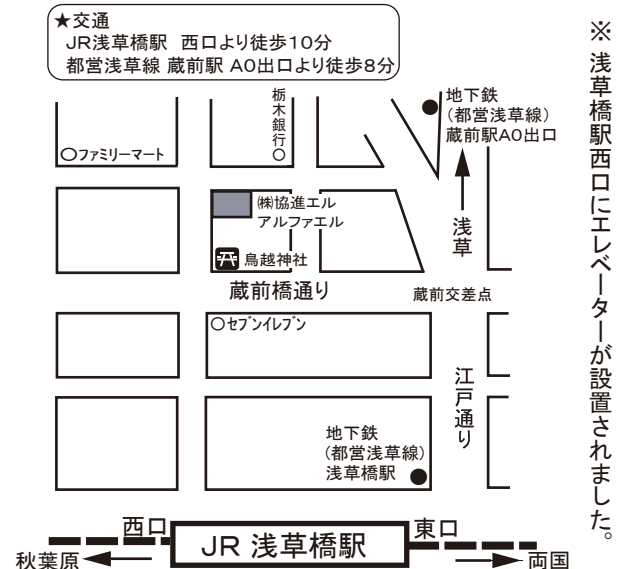 ★交通
JR浅草橋駅 西口より徒歩10分
都営浅草線 蔵前駅 A0出口より徒歩8分
※浅草橋駅西口にエレベーターが設置されました。
栃木銀行○
地下鉄
(都営浅草線)
蔵前駅A0出口
○ファミリーマート
㈱協進エル
アルファエル
浅草
鳥越神社
蔵前橋通り
蔵前交差点
○セブンイレブン
江戸通り
地下鉄
(都営浅草線)
浅草橋駅
西口
JR 浅草橋駅
東口
秋葉原
両国